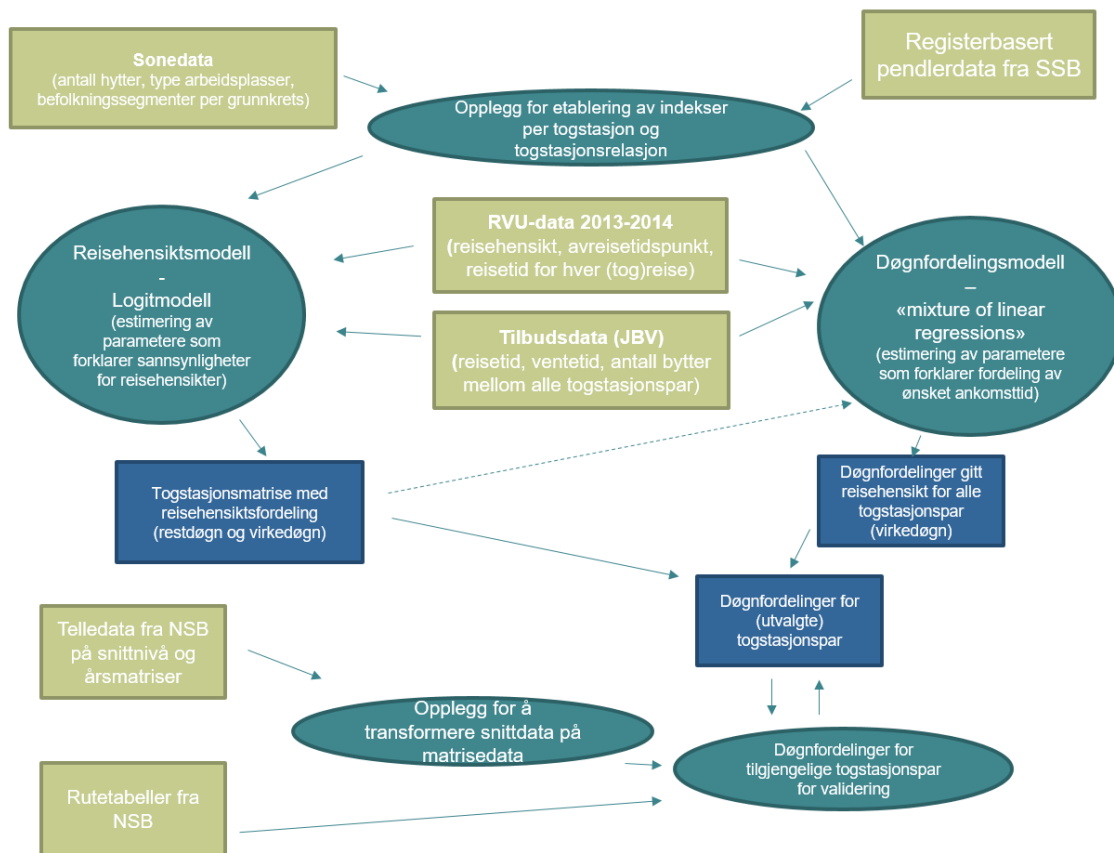 Sonedata
(antall hytter, type arbeidsplasser,
befolkningssegmenter per grunnkrets)
Registerbasert
pendlerdata fra SSB
Opplegg for etablering av indekser
per togstasjon og
togstasjonsrelasjon
RVU-data 2013-2014
(reisehensikt, avreisetidspunkt,
reisetid for hver (tog)reise)
Reisehensiktsmodell
-
Logitmodell
(estimering av
parametere som
forklarer sannsynligheter
for reisehensikter)
Døgnfordelingsmodell
–
«mixture of linear
regressions»
(estimering av parametere
som forklarer fordeling av
ønsket ankomsttid)
Tilbudsdata (JBV)
(reisetid, ventetid, antall bytter
mellom alle togstasjonspar)
Togstasjonsmatrise med
reisehensiktsfordeling
(restdøgn og virkedøgn)
Døgnfordelinger gitt
reisehensikt for alle
togstasjonspar
(virkedøgn)
Døgnfordelinger for
(utvalgte)
togstasjonspar
Telledata fra NSB
på snittnivå og
årsmatriser
Opplegg for å
transformere snittdata på
matrisedata
Døgnfordelinger for
tilgjengelige togstasjonspar
for validering
Rutetabeller fra
NSB